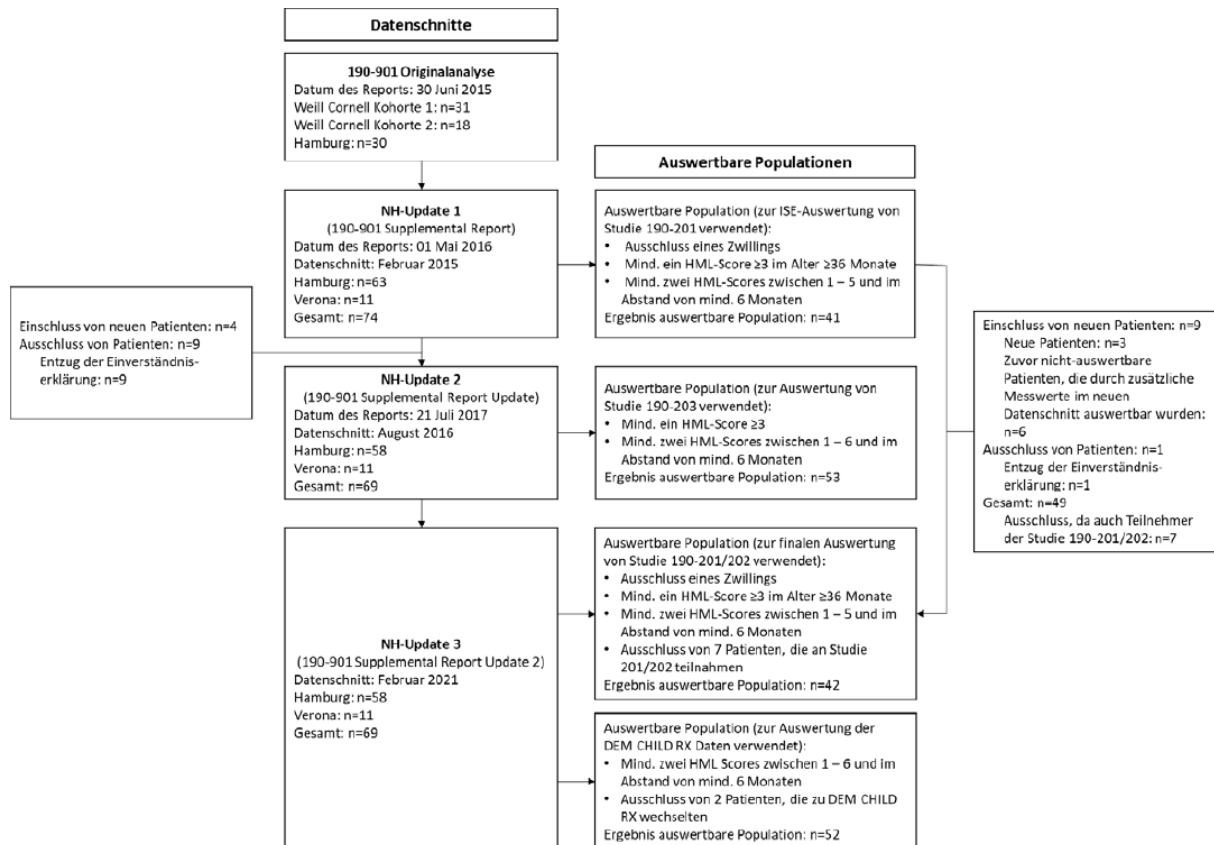 Datenschnitte
190-901 Originalanalyse
Datum des Reports: 30 Juni 2015
Weill Cornell Kohorte 1: n=31
Weill Cornell Kohorte 2: n=18
Hamburg: n=30
Auswertbare Populationen
NH-Update 1
(190-901 Supplemental Report)
Datum des Reports: 01 Mai 2016
Datenschnitt: Februar 2015
Hamburg: n=63
Verona: n=11
Gesamt: n=74
Auswertbare Population (zur ISE-Auswertung von
Studie 190-201 verwendet):
• Ausschluss eines Zwillings
• Mind. ein HML-Score ≥3 im Alter ≥36 Monate
• Mind. zwei HML-Scores zwischen 1 – 5 und im
Abstand von mind. 6 Monaten
Ergebnis auswertbare Population: n=41
Einschluss von neuen Patienten: n=4
Ausschluss von Patienten: n=9
Entzug der Einverständnis-
erklärung: n=9
Einschluss von neuen Patienten: n=9
Neue Patienten: n=3
Zuvor nicht-auswertbare
Patienten, die durch zusätzliche
Messwerte im neuen
Datenschnitt auswertbar wurden:
n=6
Ausschluss von Patienten: n=1
Entzug der Einverständnis-
erklärung: n=1
Gesamt: n=49
Ausschluss, da auch Teilnehmer
der Studie 190-201/202: n=7
NH-Update 2
(190-901 Supplemental Report Update)
Datum des Reports: 21 Juli 2017
Datenschnitt: August 2016
Hamburg: n=58
Verona: n=11
Gesamt: n=69
Auswertbare Population (zur Auswertung von
Studie 190-203 verwendet):
• Mind. ein HML-Score ≥3
• Mind. zwei HML-Scores zwischen 1 – 6 und im
Abstand von mind. 6 Monaten
Ergebnis auswertbare Population: n=53
NH-Update 3
(190-901 Supplemental Report Update 2)
Datenschnitt: Februar 2021
Hamburg: n=58
Verona: n=11
Gesamt: n=69
Auswertbare Population (zur finalen Auswertung
von Studie 190-201/202 verwendet):
• Ausschluss eines Zwillings
• Mind. ein HML-Score ≥3 im Alter ≥36 Monate
• Mind. zwei HML-Scores zwischen 1 – 5 und im
Abstand von mind. 6 Monaten
• Ausschluss von 7 Patienten, die an Studie
201/202 teilnahmen
Ergebnis auswertbare Population: n=42
Auswertbare Population (zur Auswertung der
DEM CHILD RX Daten verwendet):
• Mind. zwei HML Scores zwischen 1 – 6 und im
Abstand von mind. 6 Monaten
• Ausschluss von 2 Patienten, die zu DEM CHILD
RX wechselten
Ergebnis auswertbare Population: n=52